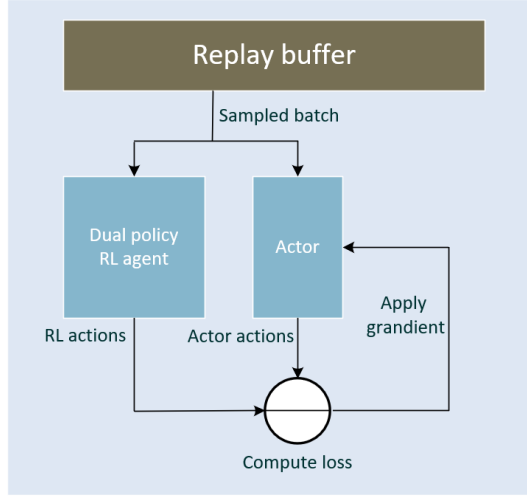 Replay buffer
Sampled batch
Dual policy
RL agent
Actor
Apply
grandient
RL actions
Actor actions
Compute loss